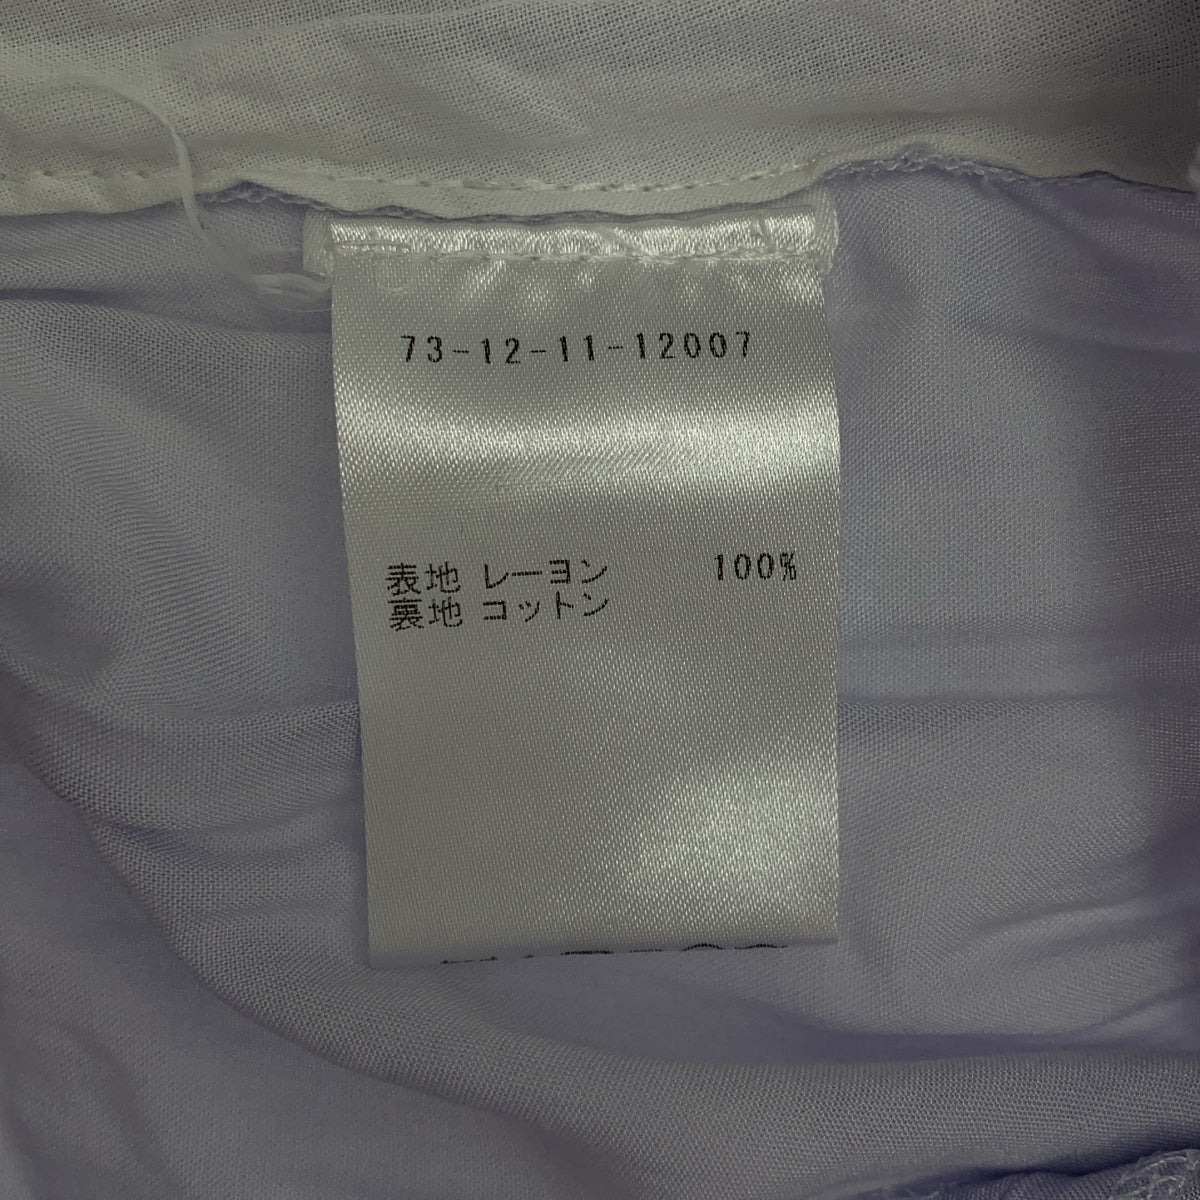 73-12-11-12007
表地 レーヨン 100%
裏地 コットン